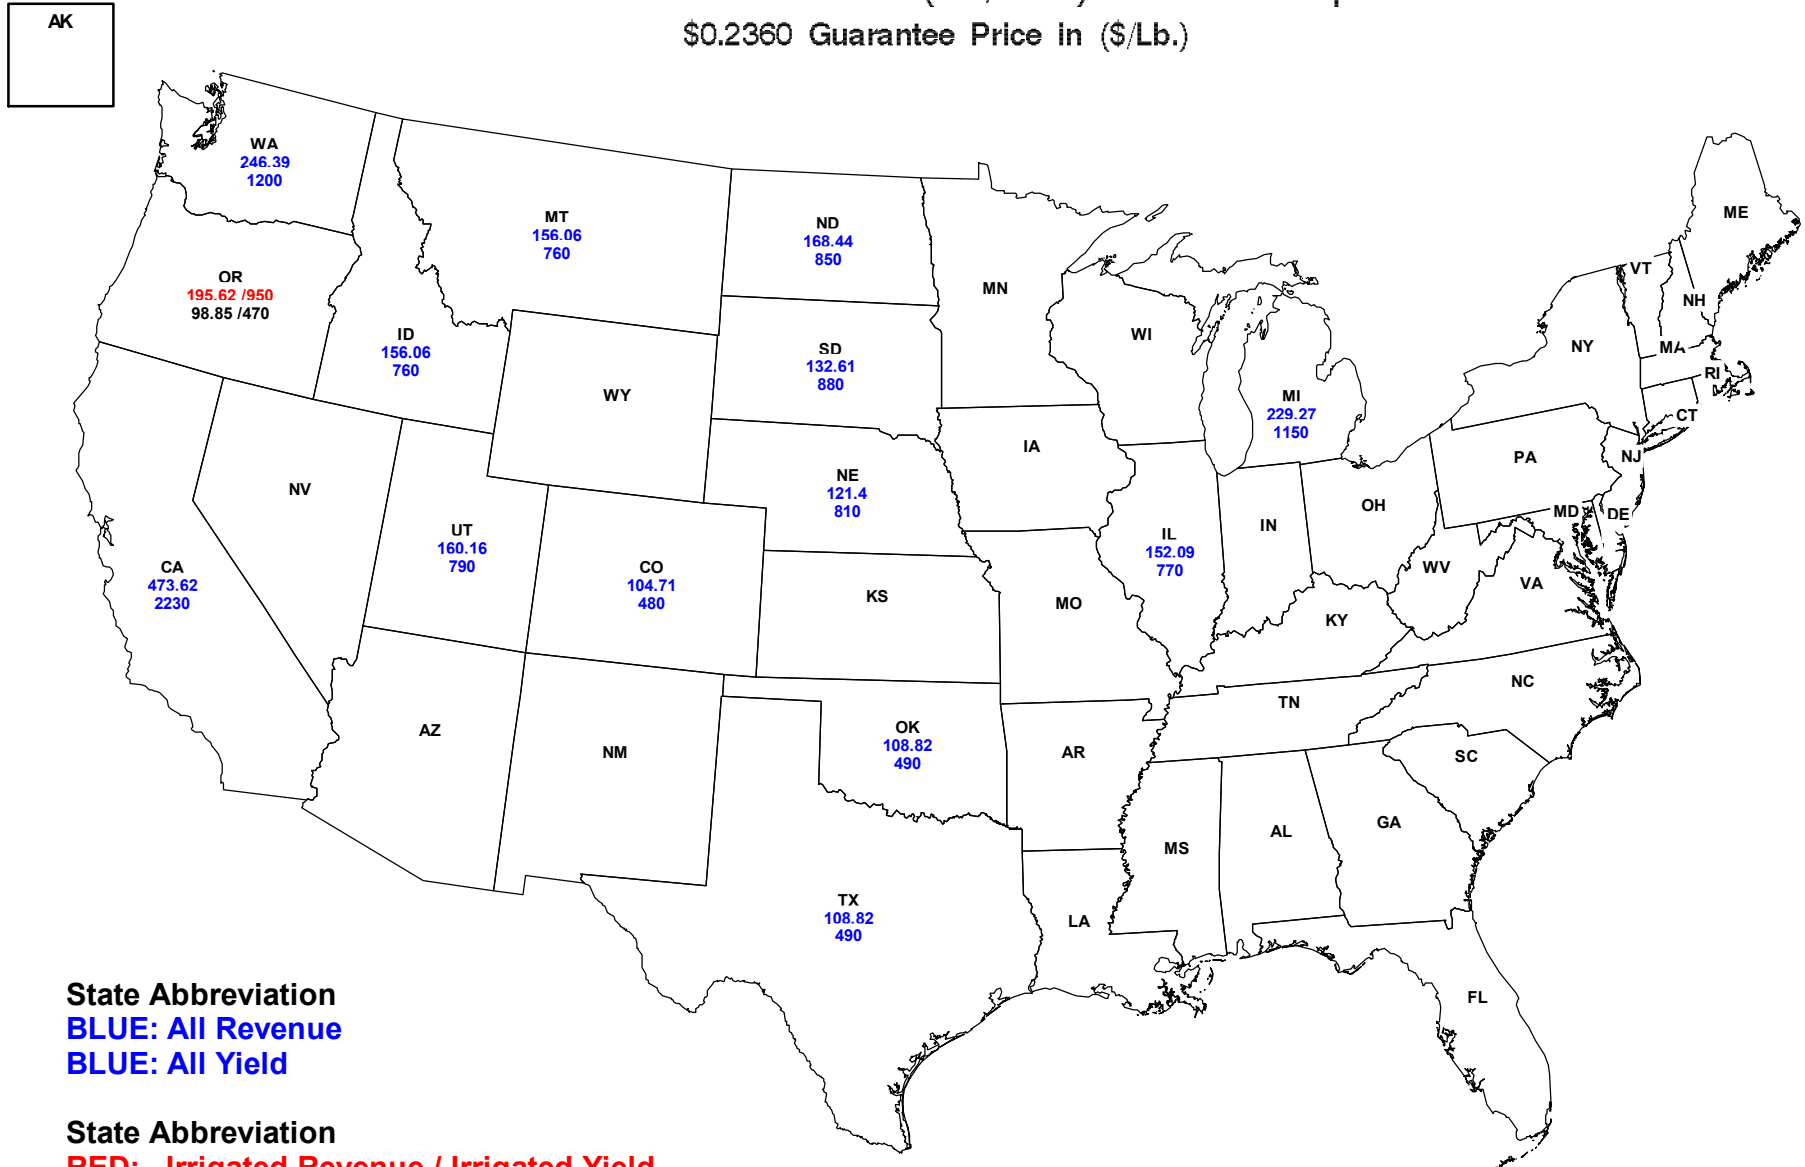 AK
$0.2360 Guarantee Price in ($/Lb.)
WA
246.39
1200
MT
156.06
760
ND
168.44
850
MN
ME
OR
195.62 /950
98.85 /470
ID
156.06
760
WY
SD
132.61
880
WI
MI
229.27
1150
NY
VT
NH
MA
RI
CT
NV
UT
160.16
790
CO
104.71
480
NE
121.4
810
IA
IL
152.09
770
IN
OH
PA
NJ
MD
DE
WV
VA
CA
473.62
2230
KS
MO
KY
AZ
NM
OK
108.82
490
AR
TN
NC
SC
TX
108.82
490
LA
MS
AL
GA
FL
State Abbreviation
BLUE: All Revenue
BLUE: All Yield
State Abbreviation
RED: Irrigated Revenue / Irrigated Yield